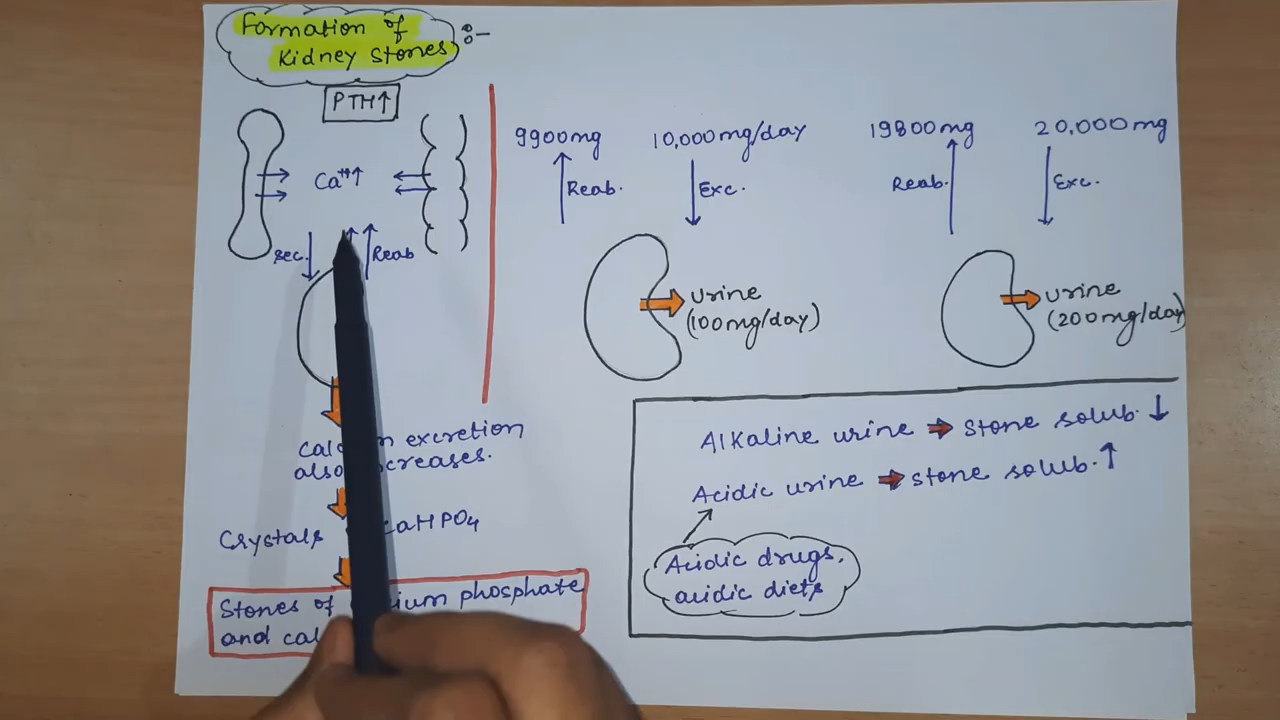 Formation of
Kidney Stones :-
PTH↑
Ca⁺⁺↑
sec.
Reab
Calc n excretion
also creases.
Crystals CaHPO4
Stones of ium phosphate
and cal
9900mg
10,000mg/day
Reab.
Exc.
Urine
(100mg/day)
19800mg
20,000mg
Reab.
Exc.
Urine
(200mg/day)
Alkaline urine → Stone solub. ↓
Acidic urine → stone solub. ↑
Acidic drugs,
acidic diets